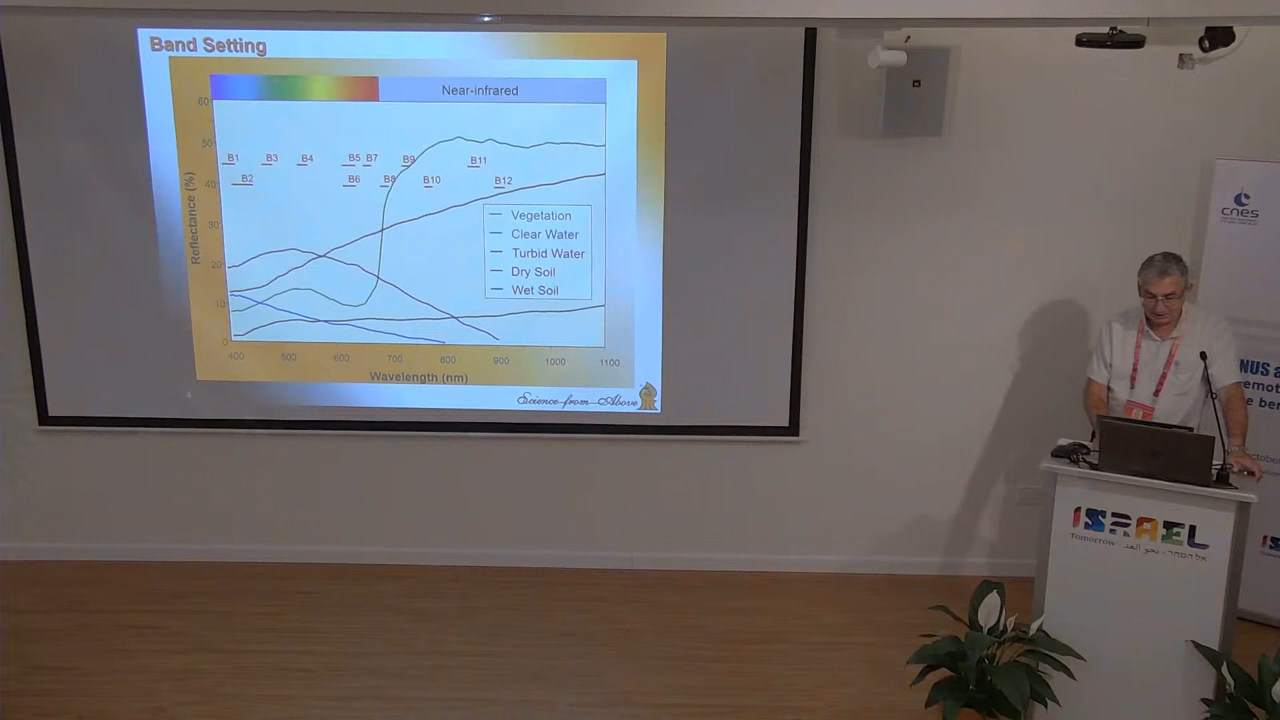 Band Setting
Near-infrared
60
50
40
30
20
10
0
Reflectance (%)
B1 B3 B4 B5 B7 B9 B11
B2 B6 B8 B10 B12
Vegetation
Clear Water
Turbid Water
Dry Soil
Wet Soil
400 500 600 700 800 900 1000 1100
Wavelength (nm)
Science from Above
cnes
NUS
ISRAEL
Tomorrow